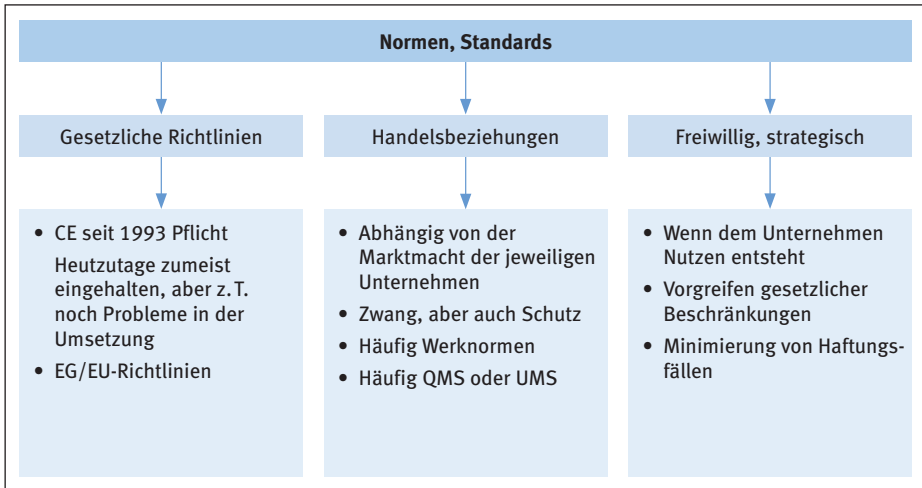 Normen, Standards
Gesetzliche Richtlinien
• CE seit 1993 Pflicht
Heutzutage zumeist
eingehalten, aber z. T.
noch Probleme in der
Umsetzung
• EG/EU-Richtlinien
Handelsbeziehungen
• Abhängig von der
Marktmacht der jeweiligen
Unternehmen
• Zwang, aber auch Schutz
• Häufig Werknormen
• Häufig QMS oder UMS
Freiwillig, strategisch
• Wenn dem Unternehmen
Nutzen entsteht
• Vorgreifen gesetzlicher
Beschränkungen
• Minimierung von Haftungs-
fällen